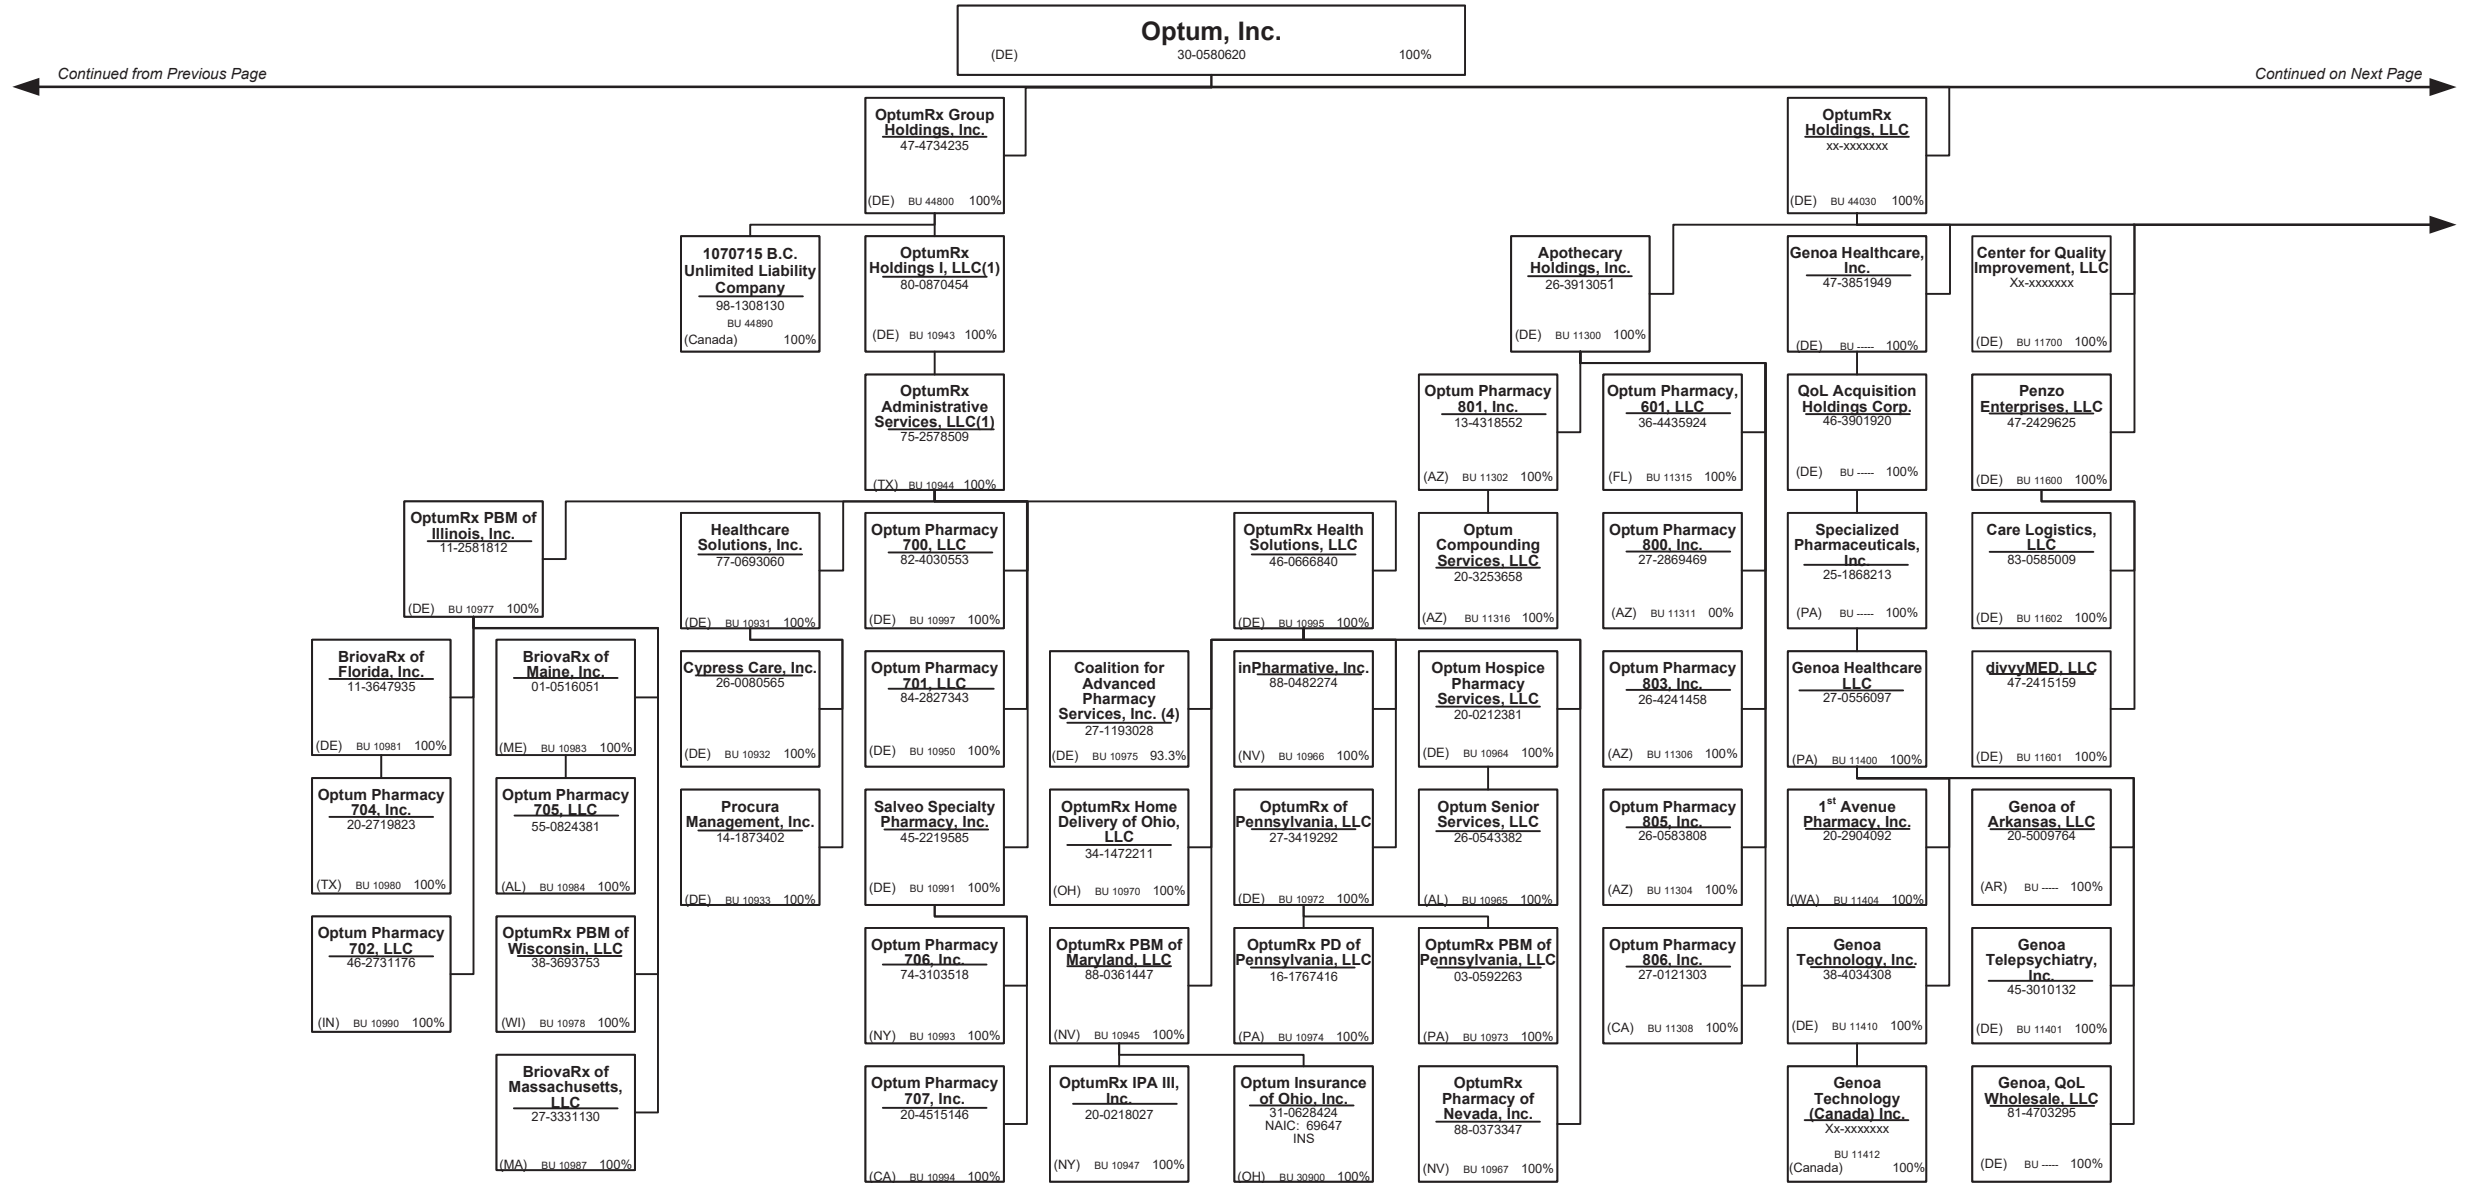 Optum, Inc.
(DE) 30-0580620 100%
Continued from Previous Page
Continued on Next Page
OptumRx Group
Holdings, Inc.
47-4734235
(DE) BU 44800 100%
OptumRx
Holdings, LLC
xx-xxxxxxx
(DE) BU 44030 100%
1070715 B.C.
Unlimited Liability
Company
98-1308130
BU 44890
(Canada) 100%
OptumRx
Holdings I, LLC(1)
80-0870454
(DE) BU 10943 100%
Apothecary
Holdings, Inc.
26-3913051
(DE) BU 11300 100%
Genoa Healthcare,
Inc.
47-3851949
(DE) BU ----- 100%
Center for Quality
Improvement, LLC
Xx-xxxxxxx
(DE) BU 11700 100%
OptumRx
Administrative
Services, LLC(1)
75-2578509
(TX) BU 10944 100%
Optum Pharmacy
801, Inc.
13-4318552
(AZ) BU 11302 100%
Optum Pharmacy,
601, LLC
36-4435924
(FL) BU 11315 100%
QoL Acquisition
Holdings Corp.
46-3901920
(DE) BU ----- 100%
Penzo
Enterprises, LLC
47-2429625
(DE) BU 11600 100%
OptumRx PBM of
Illinois, Inc.
11-2581812
(DE) BU 10977 100%
Healthcare
Solutions, Inc.
77-0693060
(DE) BU 10931 100%
Optum Pharmacy
700, LLC
82-4030553
(DE) BU 10997 100%
OptumRx Health
Solutions, LLC
46-0666840
(DE) BU 10995 100%
Optum
Compounding
Services, LLC
20-3253658
(AZ) BU 11316 100%
Optum Pharmacy
800, Inc.
27-2869469
(AZ) BU 11311 00%
Specialized
Pharmaceuticals,
Inc.
25-1868213
(PA) BU ----- 100%
Care Logistics,
LLC
83-0585009
(DE) BU 11602 100%
BriovaRx of
Florida, Inc.
11-3647935
(DE) BU 10981 100%
BriovaRx of
Maine, Inc.
01-0516051
(ME) BU 10983 100%
Cypress Care, Inc.
26-0080565
(DE) BU 10932 100%
Optum Pharmacy
701, LLC
84-2827343
(DE) BU 10950 100%
Coalition for
Advanced
Pharmacy
Services, Inc. (4)
27-1193028
(DE) BU 10975 93.3%
inPharmative, Inc.
88-0482274
(NV) BU 10966 100%
Optum Hospice
Pharmacy
Services, LLC
20-0212381
(DE) BU 10964 100%
Optum Pharmacy
803, Inc.
26-4241458
(AZ) BU 11306 100%
Genoa Healthcare
LLC
27-0556097
(PA) BU 11400 100%
divvyMED, LLC
47-2415159
(DE) BU 11601 100%
Optum Pharmacy
704, Inc.
20-2719823
(TX) BU 10980 100%
Optum Pharmacy
705, LLC
55-0824381
(AL) BU 10984 100%
Procura
Management, Inc.
14-1873402
(DE) BU 10933 100%
Salveo Specialty
Pharmacy, Inc.
45-2219585
(DE) BU 10991 100%
OptumRx Home
Delivery of Ohio,
LLC
34-1472211
(OH) BU 10970 100%
OptumRx of
Pennsylvania, LLC
27-3419292
(DE) BU 10972 100%
Optum Senior
Services, LLC
26-0543382
(AL) BU 10965 100%
Optum Pharmacy
805, Inc.
26-0583808
(AZ) BU 11304 100%
1st Avenue
Pharmacy, Inc.
20-2904092
(WA) BU 11404 100%
Genoa of
Arkansas, LLC
20-5009764
(AR) BU ----- 100%
Optum Pharmacy
702, LLC
46-2731176
(IN) BU 10990 100%
OptumRx PBM of
Wisconsin, LLC
38-3693753
(WI) BU 10978 100%
Optum Pharmacy
706, Inc.
74-3103518
(NY) BU 10993 100%
OptumRx PBM of
Maryland, LLC
88-0361447
(NV) BU 10945 100%
OptumRx PD of
Pennsylvania, LLC
16-1767416
(PA) BU 10974 100%
OptumRx PBM of
Pennsylvania, LLC
03-0592263
(PA) BU 10973 100%
Optum Pharmacy
806, Inc.
27-0121303
(CA) BU 11308 100%
Genoa
Technology, Inc.
38-4034308
(DE) BU 11410 100%
Genoa
Telepsychiatry,
Inc.
45-3010132
(DE) BU 11401 100%
BriovaRx of
Massachusetts,
LLC
27-3331130
(MA) BU 10987 100%
Optum Pharmacy
707, Inc.
20-4515146
(CA) BU 10994 100%
OptumRx IPA III,
Inc.
20-0218027
(NY) BU 10947 100%
Optum Insurance
of Ohio, Inc.
31-0628424
NAIC: 69647
INS
(OH) BU 30900 100%
OptumRx
Pharmacy of
Nevada, Inc.
88-0373347
(NV) BU 10967 100%
Genoa
Technology
(Canada) Inc.
Xx-xxxxxxx
BU 11412
(Canada) 100%
Genoa, QoL
Wholesale, LLC
81-4703295
(DE) BU ----- 100%